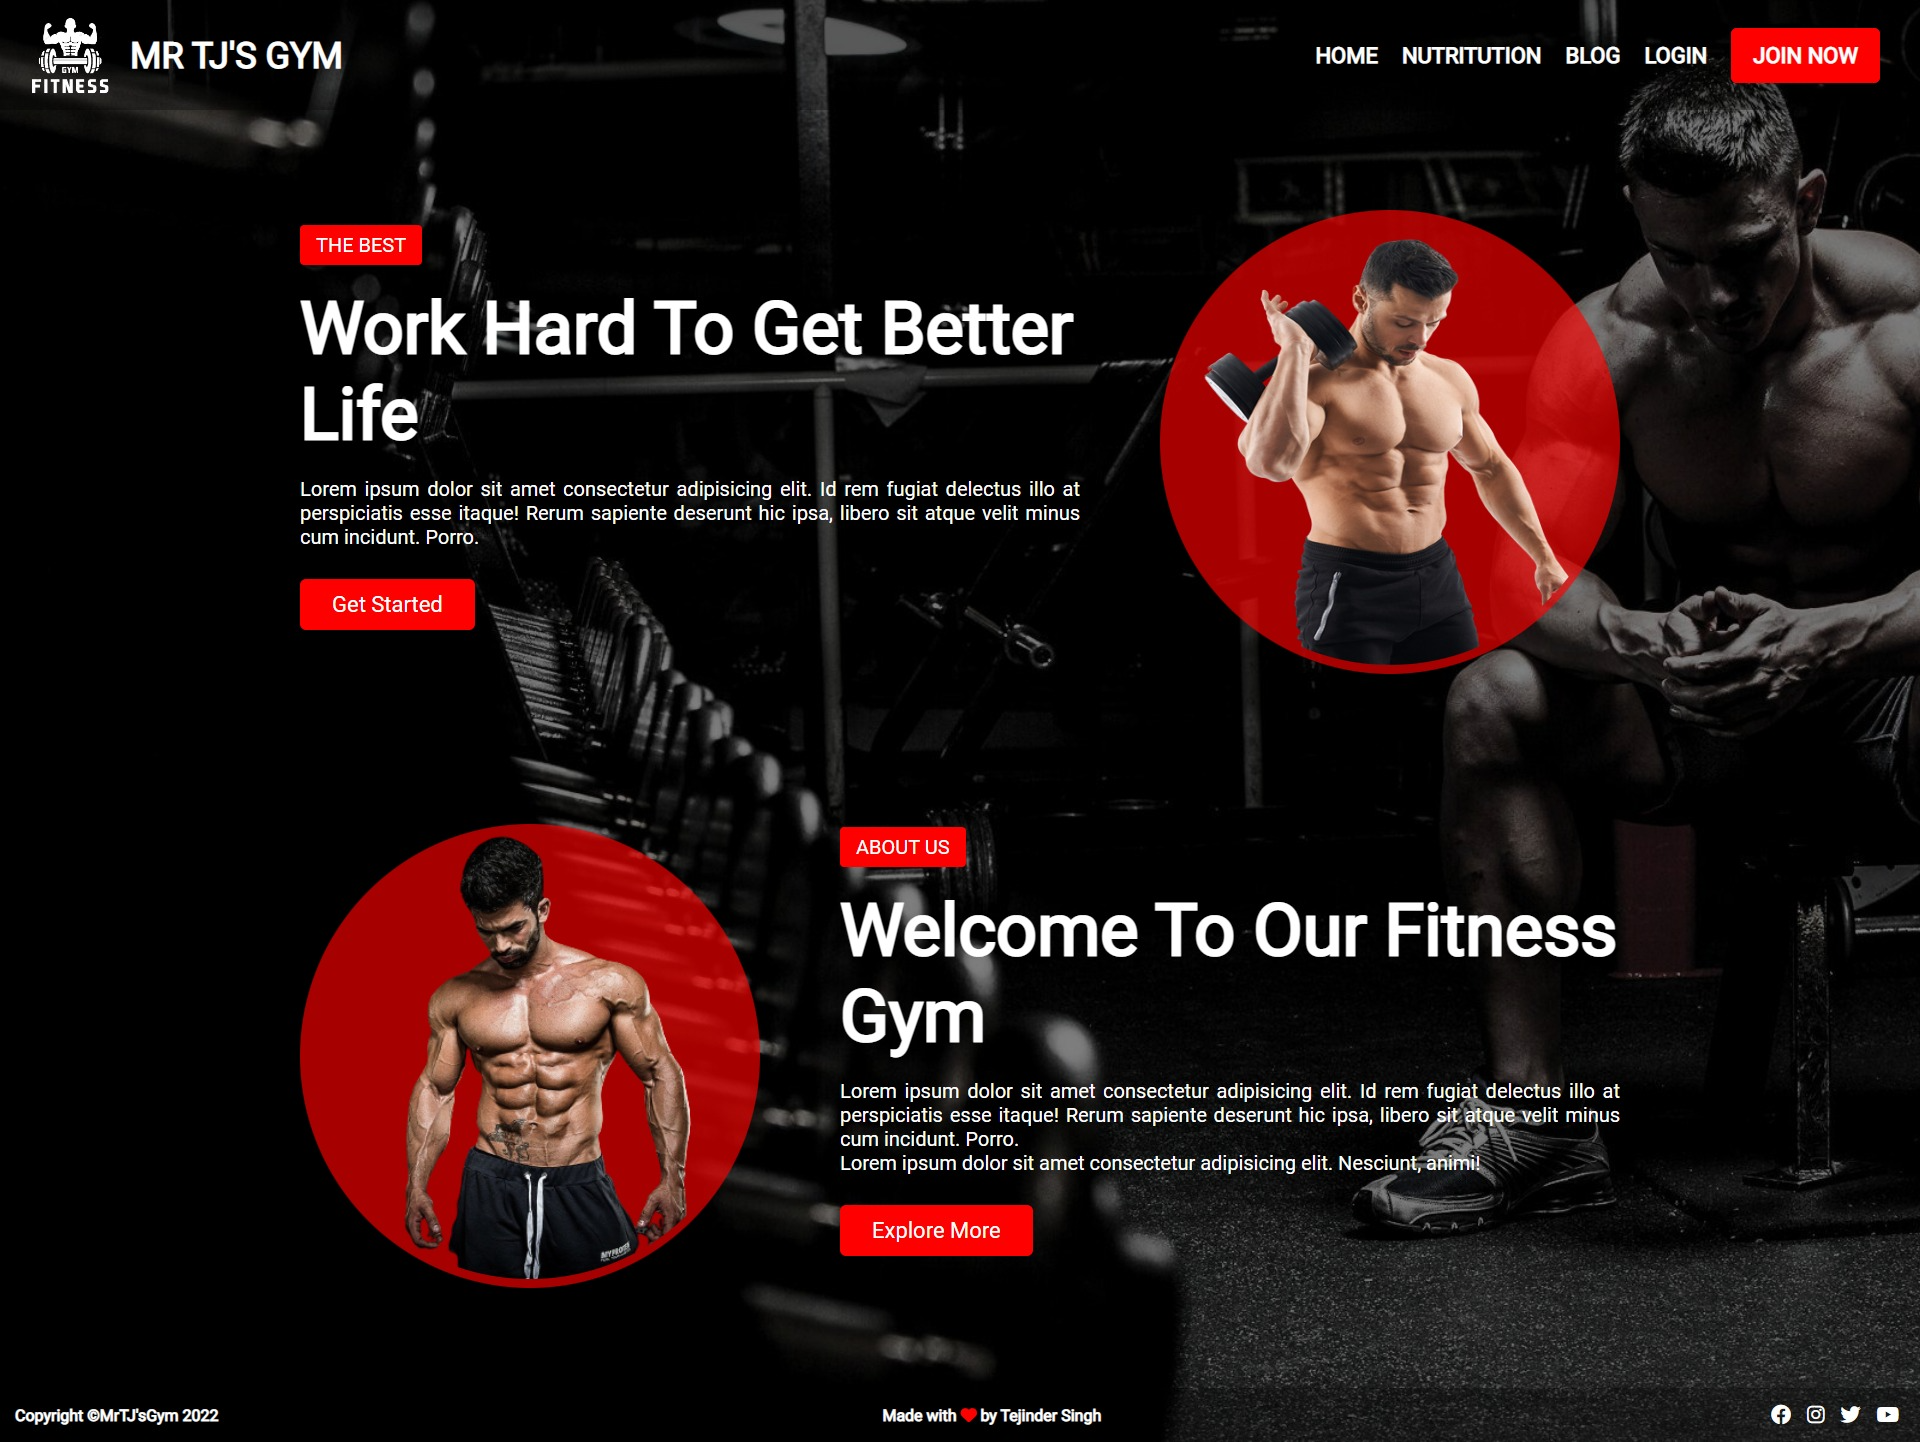 GYM
FITNESS
MR TJ'S GYM
HOME NUTRITUTION BLOG LOGIN JOIN NOW
THE BEST
Work Hard To Get Better
Life
Lorem ipsum dolor sit amet consectetur adipisicing elit. Id rem fugiat delectus illo at
perspiciatis esse itaque! Rerum sapiente deserunt hic ipsa, libero sit atque velit minus
cum incidunt. Porro.
Get Started
ABOUT US
Welcome To Our Fitness
Gym
Lorem ipsum dolor sit amet consectetur adipisicing elit. Id rem fugiat delectus illo at
perspiciatis esse itaque! Rerum sapiente deserunt hic ipsa, libero sit atque velit minus
cum incidunt. Porro.
Lorem ipsum dolor sit amet consectetur adipisicing elit. Nesciunt, animi!
Explore More
Copyright ©MrTJ'sGym 2022
Made with ❤ by Tejinder Singh